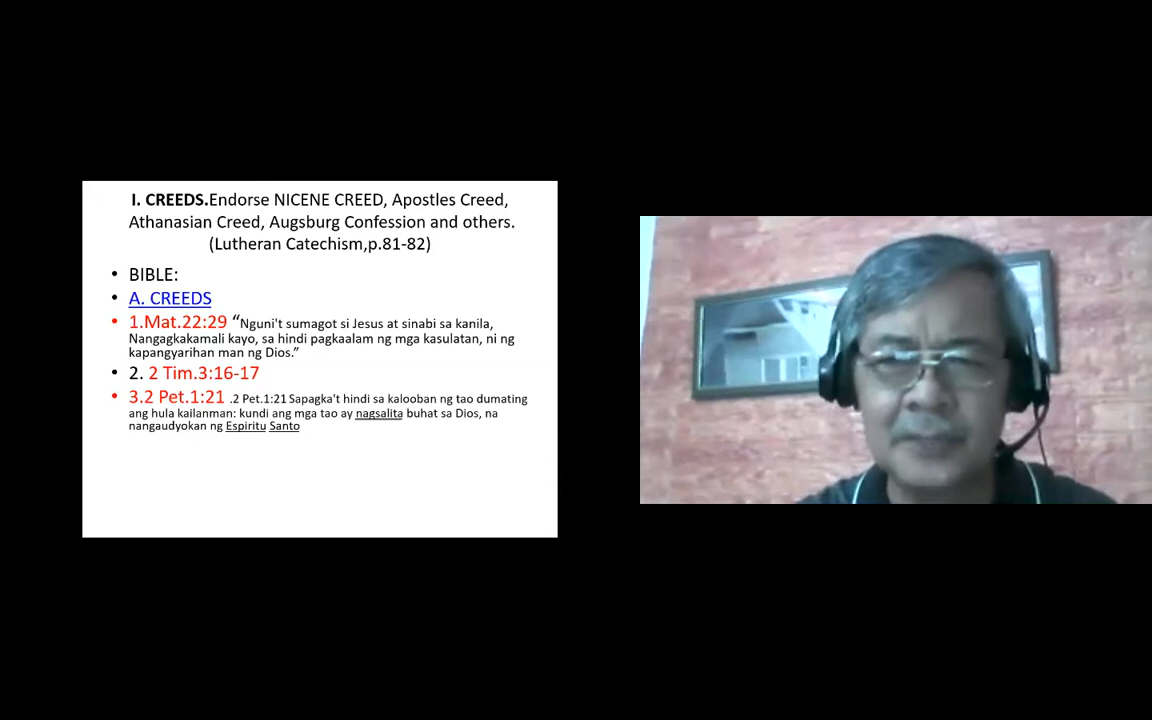 I. CREEDS.Endorse NICENE CREED, Apostles Creed,
Athanasian Creed, Augsburg Confession and others.
(Lutheran Catechism,p.81-82)
• BIBLE:
• A. CREEDS
• 1.Mat.22:29 “Nguni't sumagot si Jesus at sinabi sa kanila,
Nangagkakamali kayo, sa hindi pagkaalam ng mga kasulatan, ni ng
kapangyarihan man ng Dios.”
• 2. 2 Tim.3:16-17
• 3.2 Pet.1:21 .2 Pet.1:21 Sapagka't hindi sa kalooban ng tao dumating
ang hula kailanman: kundi ang mga tao ay nagsalita buhat sa Dios, na
nangaudyokan ng Espiritu Santo